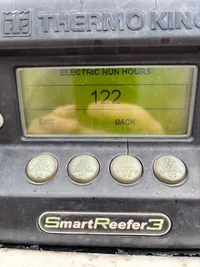 THERMO KING
ELECTRIC RUN HOURS
122
EXIT BACK
SmartReefer3